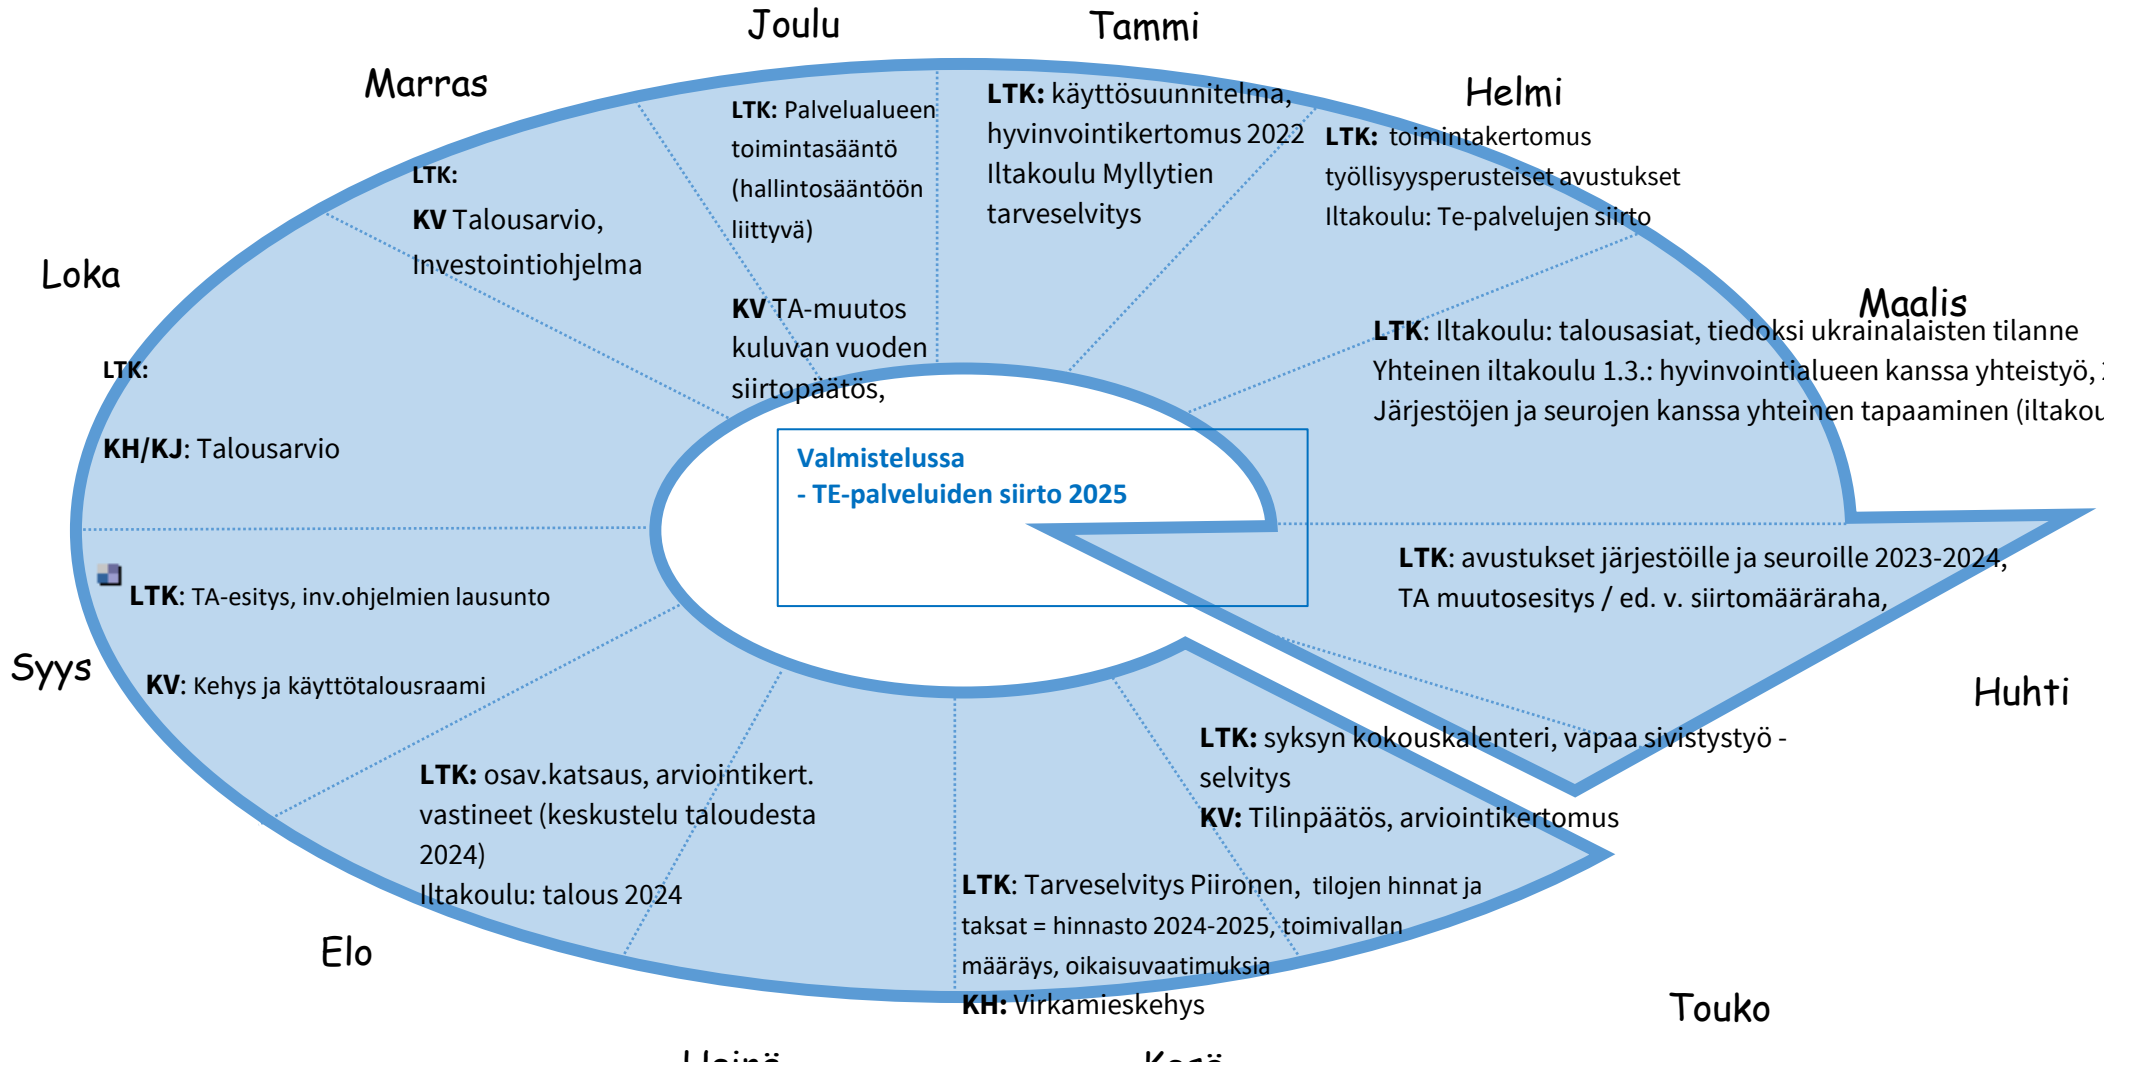 Joulu
Tammi
Marras
Helmi
LTK: Palvelualueen
toimintasääntö
(hallintosääntöön
liittyvä)
KV TA-muutos
kuluvan vuoden
siirtopäätös,
LTK: käyttösuunnitelma,
hyvinvointikertomus 2022
Iltakoulu Myllytien
tarveselvitys
LTK: toimintakertomus
työllisyysperusteiset avustukset
Iltakoulu: Te-palvelujen siirto
LTK:
KV Talousarvio,
Investointiohjelma
Loka
Maalis
LTK: Iltakoulu: talousasiat, tiedoksi ukrainalaisten tilanne
Yhteinen iltakoulu 1.3.: hyvinvointialueen kanssa yhteistyö,
Järjestöjen ja seurojen kanssa yhteinen tapaaminen (iltakou
LTK:
KH/KJ: Talousarvio
Valmistelussa
- TE-palveluiden siirto 2025
LTK: avustukset järjestöille ja seuroille 2023-2024,
TA muutosesitys / ed. v. siirtomääräraha,
LTK: TA-esitys, inv.ohjelmien lausunto
KV: Kehys ja käyttötalousraami
Syys
Huhti
LTK: syksyn kokouskalenteri, vapaa sivistystyö -
selvitys
KV: Tilinpäätös, arviointikertomus
LTK: osav.katsaus, arviointikert.
vastineet (keskustelu taloudesta
2024)
Iltakoulu: talous 2024
LTK: Tarveselvitys Piironen, tilojen hinnat ja
taksat = hinnasto 2024-2025, toimivallan
määräys, oikaisuvaatimuksia
KH: Virkamieskehys
Elo
Touko
Heinä
Kesä